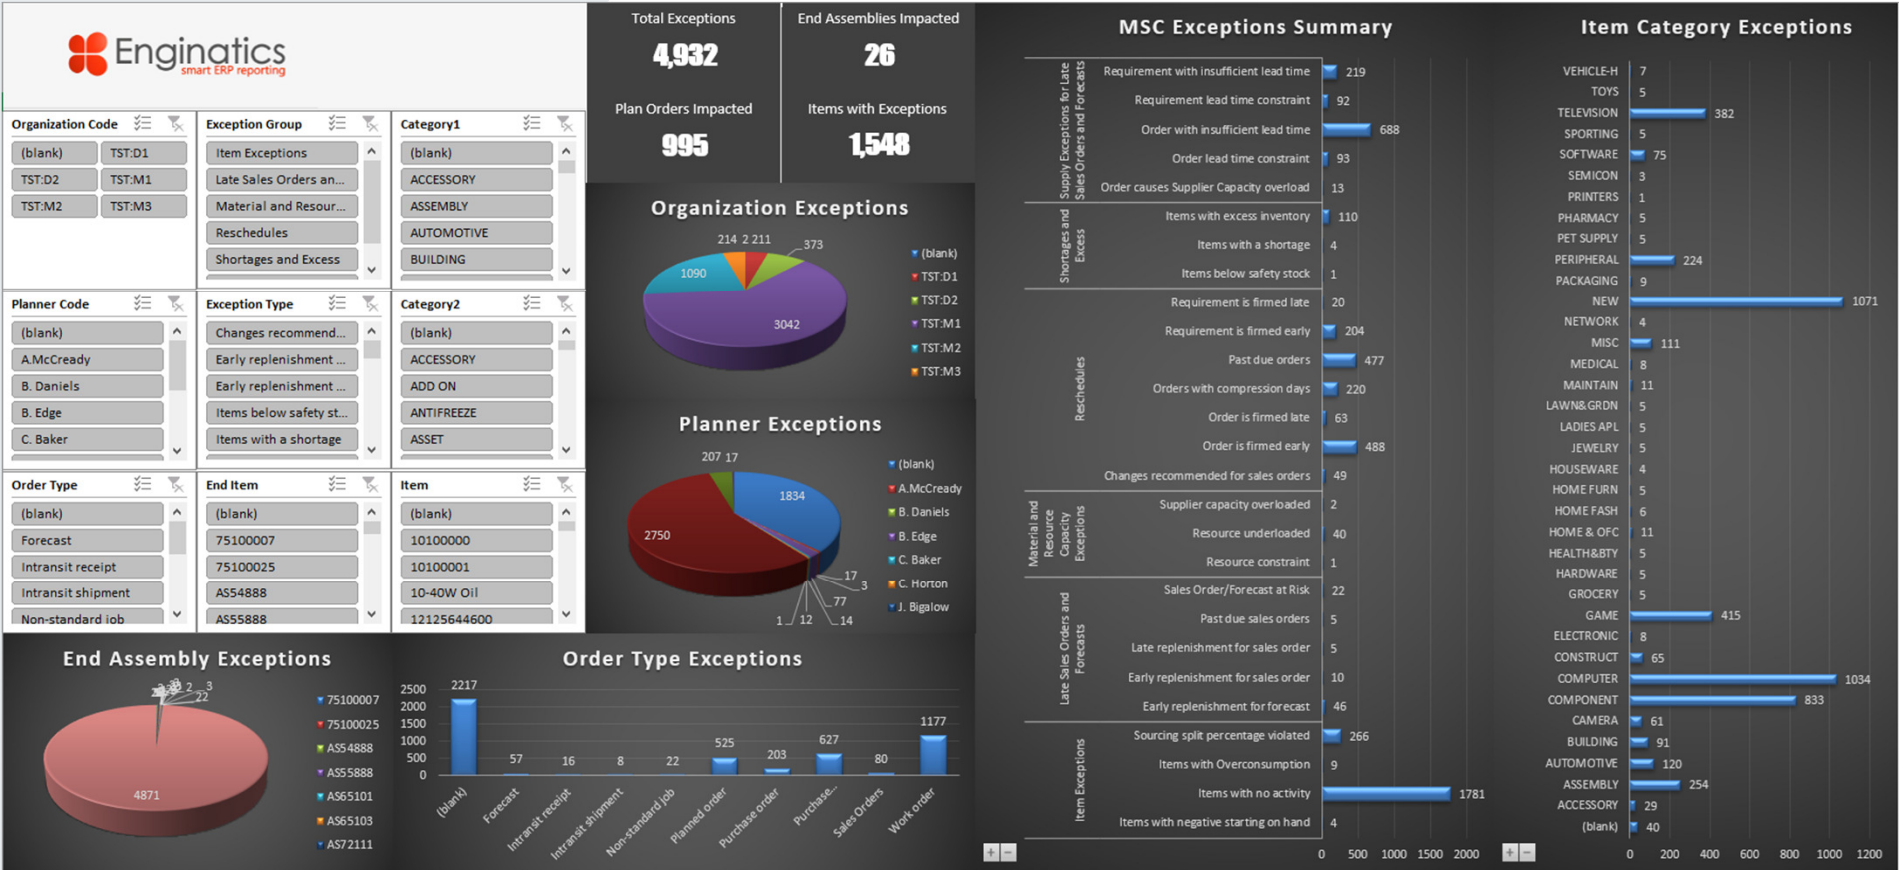 Enginatics
smart ERP reporting
Total Exceptions
4,932
End Assemblies Impacted
26
Plan Orders Impacted
995
Items with Exceptions
1,548
Organization Code
(blank)
TST:D1
TST:D2
TST:M1
TST:M2
TST:M3
Exception Group
Item Exceptions
Late Sales Orders an...
Material and Resour...
Reschedules
Shortages and Excess
Category1
(blank)
ACCESSORY
ASSEMBLY
AUTOMOTIVE
BUILDING
Planner Code
(blank)
A.McCready
B. Daniels
B. Edge
C. Baker
Exception Type
Changes recommend...
Early replenishment ...
Early replenishment ...
Items below safety st...
Items with a shortage
Category2
(blank)
ACCESSORY
ADD ON
ANTIFREEZE
ASSET
Order Type
(blank)
Forecast
Intransit receipt
Intransit shipment
Non-standard job
End Item
(blank)
75100007
75100025
AS54888
AS55888
Item
(blank)
10100000
10100001
10-40W Oil
12125644600
Organization Exceptions
214
2
211
373
1090
3042
(blank)
TST:D1
TST:D2
TST:M1
TST:M2
TST:M3
Planner Exceptions
207
17
1834
2750
17
3
77
14
12
1
(blank)
A.McCready
B. Daniels
B. Edge
C. Baker
C. Horton
J. Bigalow
End Assembly Exceptions
2
3
22
4871
75100007
75100025
AS54888
AS55888
AS65101
AS65103
AS72111
Order Type Exceptions
2500
2000
1500
1000
500
0
2217
57
16
8
22
525
203
627
80
1177
(blank)
Forecast
Intransit receipt
Intransit shipment
Non-standard job
Planned order
Purchase order
Purchase...
Sales Orders
Work order
MSC Exceptions Summary
Supply Exceptions for Late
Sales Orders and Forecasts
Requirement with insufficient lead time 219
Requirement lead time constraint 92
Order with insufficient lead time 688
Order lead time constraint 93
Order causes Supplier Capacity overload 13
Shortages and
Excess
Items with excess inventory 110
Items with a shortage 4
Items below safety stock 1
Reschedules
Requirement is firmed late 20
Requirement is firmed early 204
Past due orders 477
Orders with compression days 220
Order is firmed late 63
Order is firmed early 488
Changes recommended for sales orders 49
Material and
Resource
Capacity
Exceptions
Supplier capacity overloaded 2
Resource underloaded 40
Resource constraint 1
Late Sales Orders and
Forecasts
Sales Order/Forecast at Risk 22
Past due sales orders 5
Late replenishment for sales order 5
Early replenishment for sales order 10
Early replenishment for forecast 46
Item Exceptions
Sourcing split percentage violated 266
Items with Overconsumption 9
Items with no activity 1781
Items with negative starting on hand 4
0 500 1000 1500 2000
Item Category Exceptions
VEHICLE-H 7
TOYS 5
TELEVISION 382
SPORTING 5
SOFTWARE 75
SEMICON 3
PRINTERS 1
PHARMACY 5
PET SUPPLY 5
PERIPHERAL 224
PACKAGING 9
NEW 1071
NETWORK 4
MISC 111
MEDICAL 8
MAINTAIN 11
LAWN&GRDN 5
LADIES APL 5
JEWELRY 5
HOUSEWARE 4
HOME FURN 5
HOME FASH 6
HOME & OFC 11
HEALTH&BTY 5
HARDWARE 5
GROCERY 5
GAME 415
ELECTRONIC 8
CONSTRUCT 65
COMPUTER 1034
COMPONENT 833
CAMERA 61
BUILDING 91
AUTOMOTIVE 120
ASSEMBLY 254
ACCESSORY 29
(blank) 40
0 200 400 600 800 1000 1200